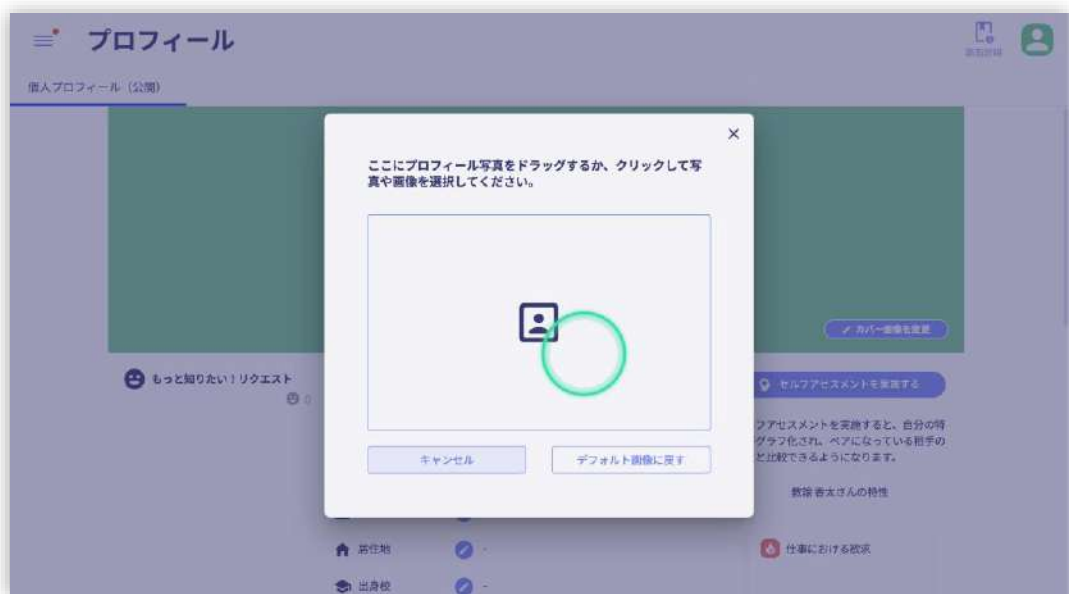 プロフィール
個人プロフィール（公開）
ここにプロフィール写真をドラッグするか、クリックして写
真や画像を選択してください。
カバー画像を変更
もっと知りたい！リクエスト
0
セルフアセスメントを実施する
フアセスメントを実施すると、自分の特
グラフ化され、ペアになっている相手の
と比較できるようになります。
キャンセル
デフォルト画像に戻す
さんの特性
居住地
-
仕事における欲求
出身校
-